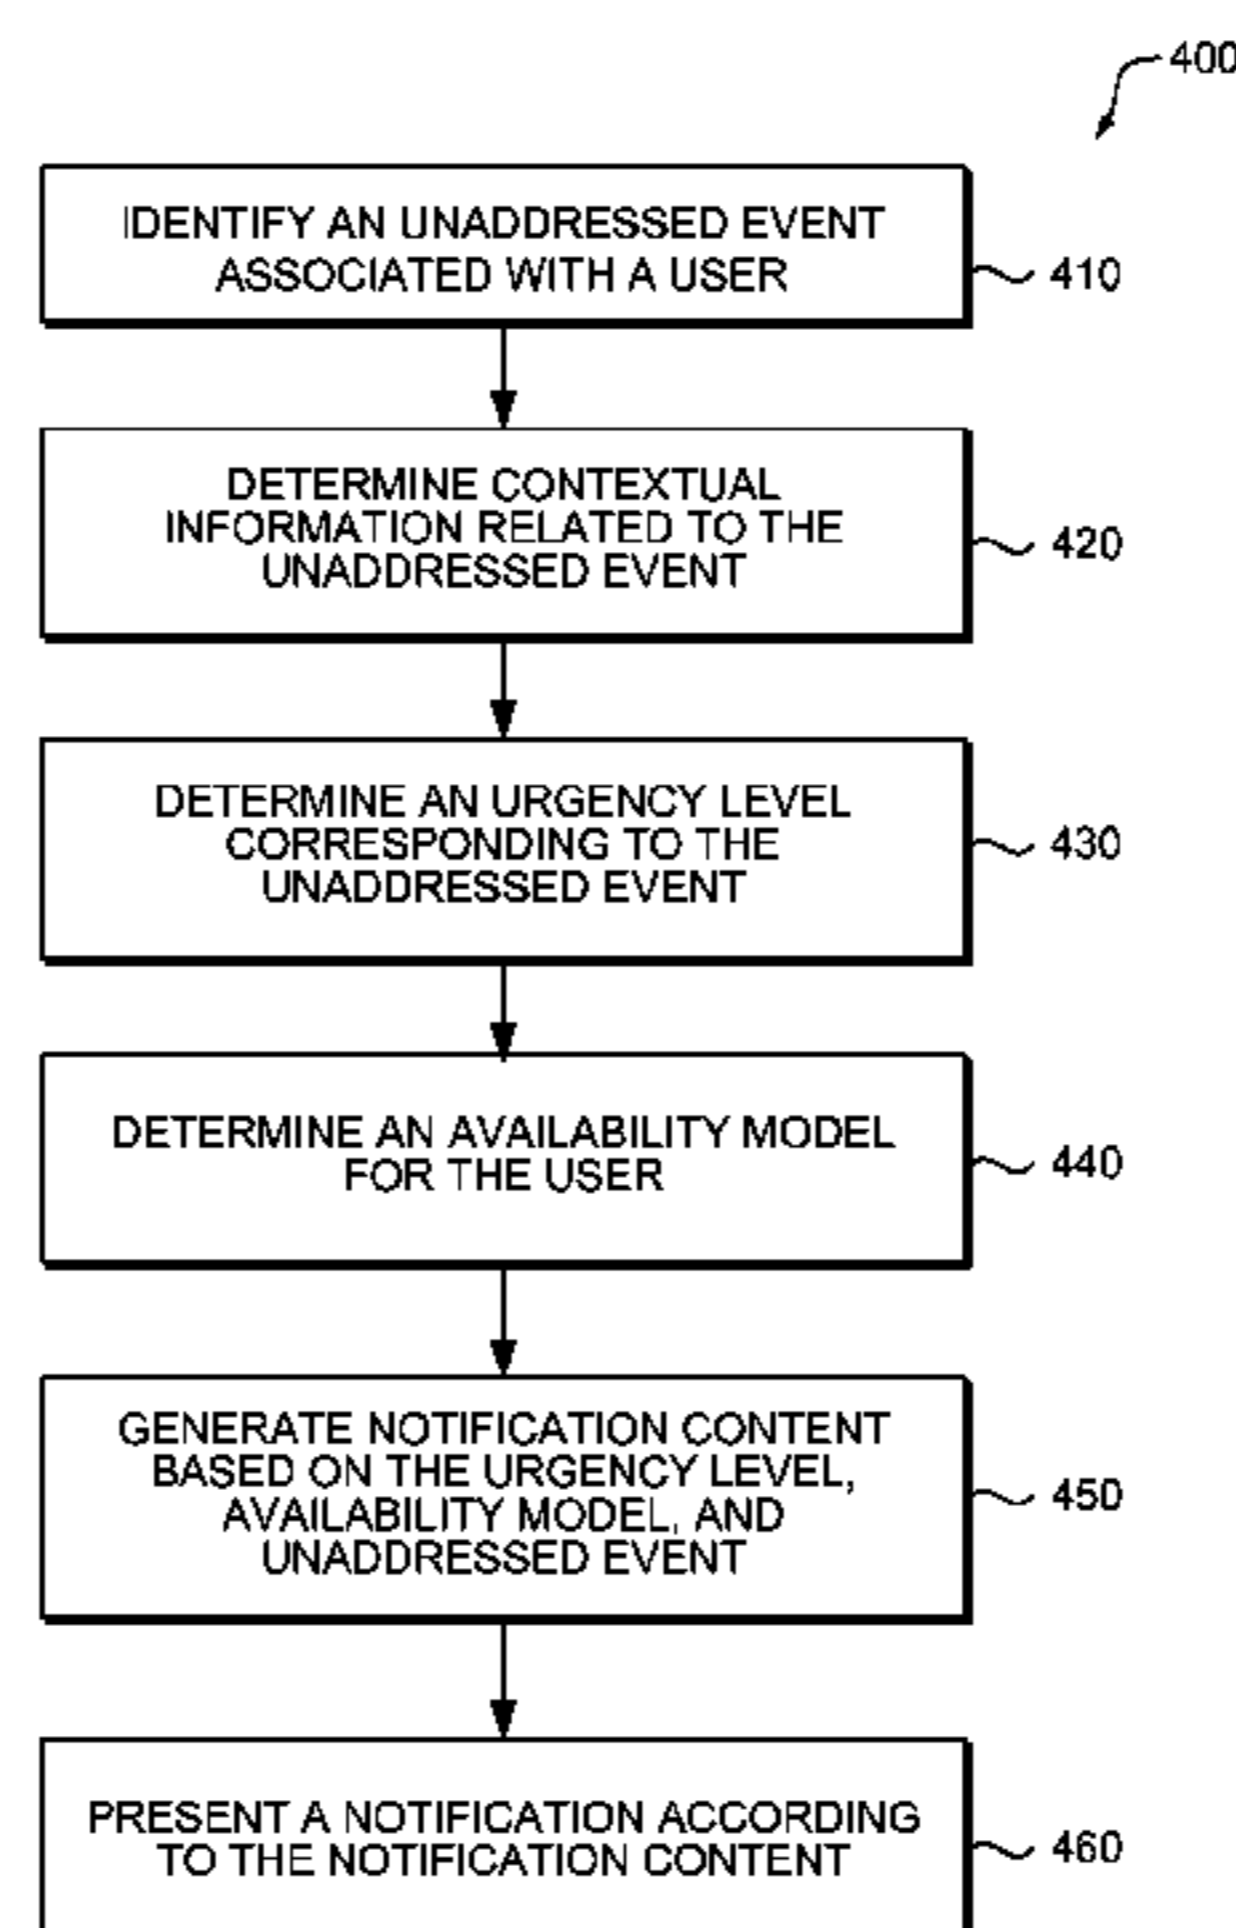 400
IDENTIFY AN UNADDRESSED EVENT
ASSOCIATED WITH A USER
410
DETERMINE CONTEXTUAL
INFORMATION RELATED TO THE
UNADDRESSED EVENT
420
DETERMINE AN URGENCY LEVEL
CORRESPONDING TO THE
UNADDRESSED EVENT
430
DETERMINE AN AVAILABILITY MODEL
FOR THE USER
440
GENERATE NOTIFICATION CONTENT
BASED ON THE URGENCY LEVEL,
AVAILABILITY MODEL, AND
UNADDRESSED EVENT
450
PRESENT A NOTIFICATION ACCORDING
TO THE NOTIFICATION CONTENT
460